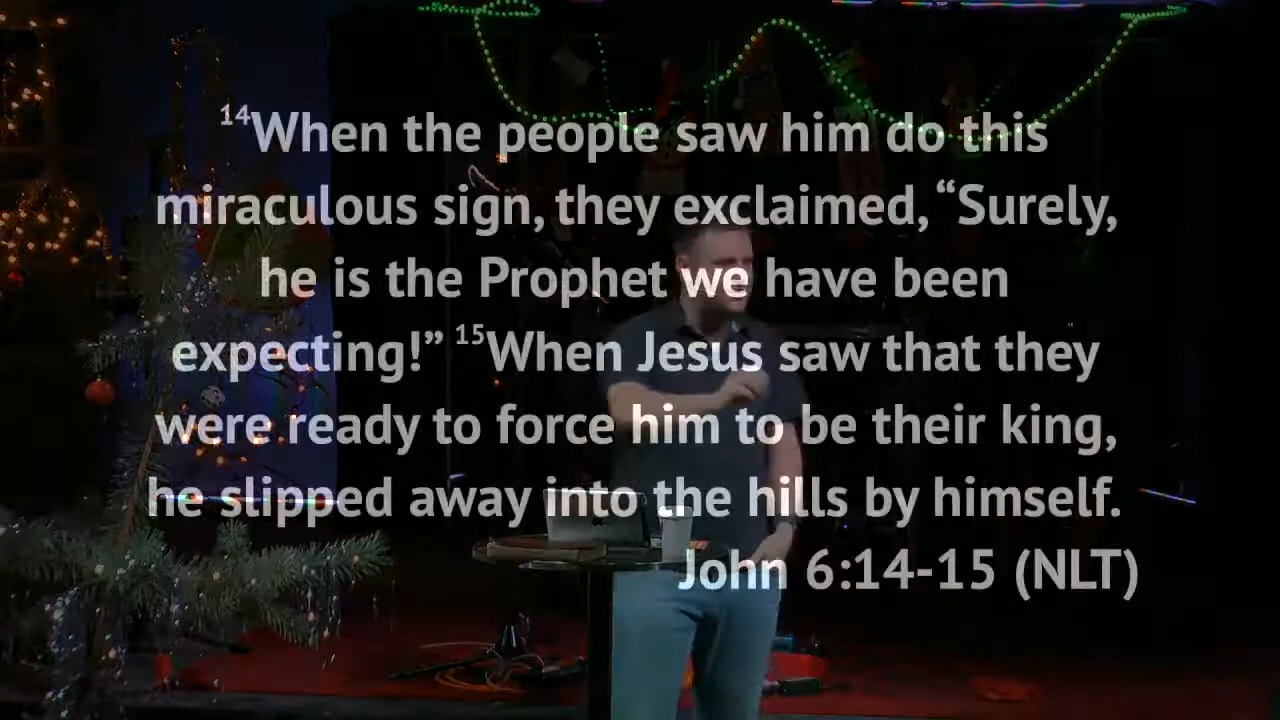 ¹⁴When the people saw him do this
miraculous sign, they exclaimed, “Surely,
he is the Prophet we have been
expecting!” ¹⁵When Jesus saw that they
were ready to force him to be their king,
he slipped away into the hills by himself.
John 6:14-15 (NLT)